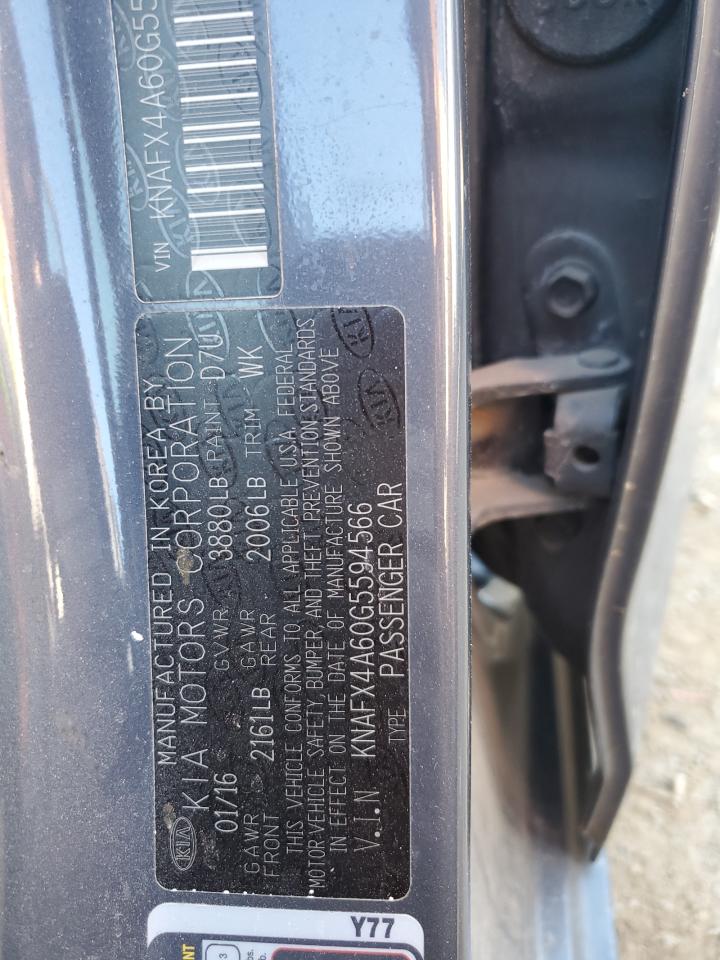 VIN KNAFX4A60G55
MANUFACTURED IN KOREA BY
KIA KIA MOTORS CORPORATION
01/16 GVWR 3880LB PAINT D7U
GAWR FRONT 2161LB GAWR REAR 2006LB TRIM WK
THIS VEHICLE CONFORMS TO ALL APPLICABLE U.S.A. FEDERAL
MOTOR VEHICLE SAFETY BUMPER AND THEFT PREVENTION STANDARDS
IN EFFECT ON THE DATE OF MANUFACTURE SHOWN ABOVE
V.I.N KNAFX4A60G5594566
TYPE PASSENGER CAR
Y77
3